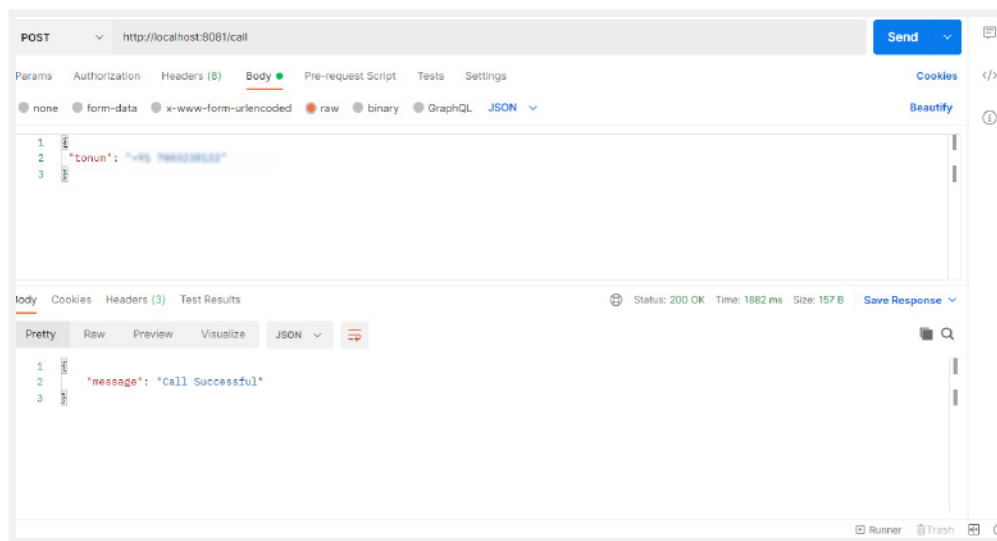 POST http://localhost:8081/call Send
Params Authorization Headers (8) Body Pre-request Script Tests Settings Cookies
none form-data x-www-form-urlencoded raw binary GraphQL JSON Beautify
1
2 "tonum":
3
Body Cookies Headers (3) Test Results Status: 200 OK Time: 1882 ms Size: 157 B Save Response
Pretty Raw Preview Visualize JSON
1
2 "message": "Call Successful"
3
Runner Trash